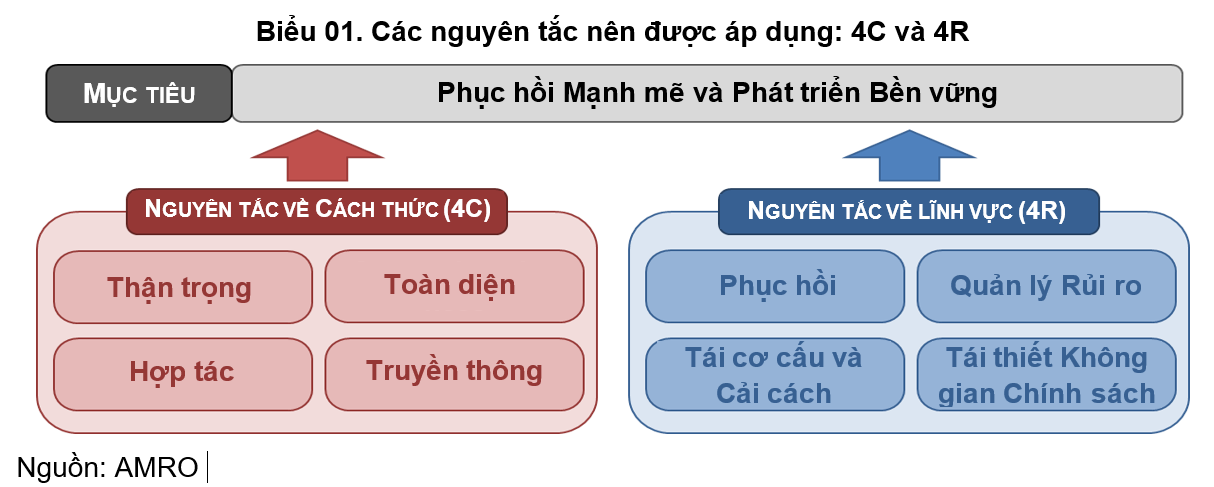 Biểu 01. Các nguyên tắc nên được áp dụng: 4C và 4R
MỤC TIÊU
Phục hồi Mạnh mẽ và Phát triển Bền vững
NGUYÊN TẮC VỀ CÁCH THỨC (4C)
Thận trọng
Toàn diện
Hợp tác
Truyền thông
NGUYÊN TẮC VỀ LĨNH VỰC (4R)
Phục hồi
Quản lý Rủi ro
Tái cơ cấu và
Cải cách
Tái thiết Không
gian Chính sách
Nguồn: AMRO